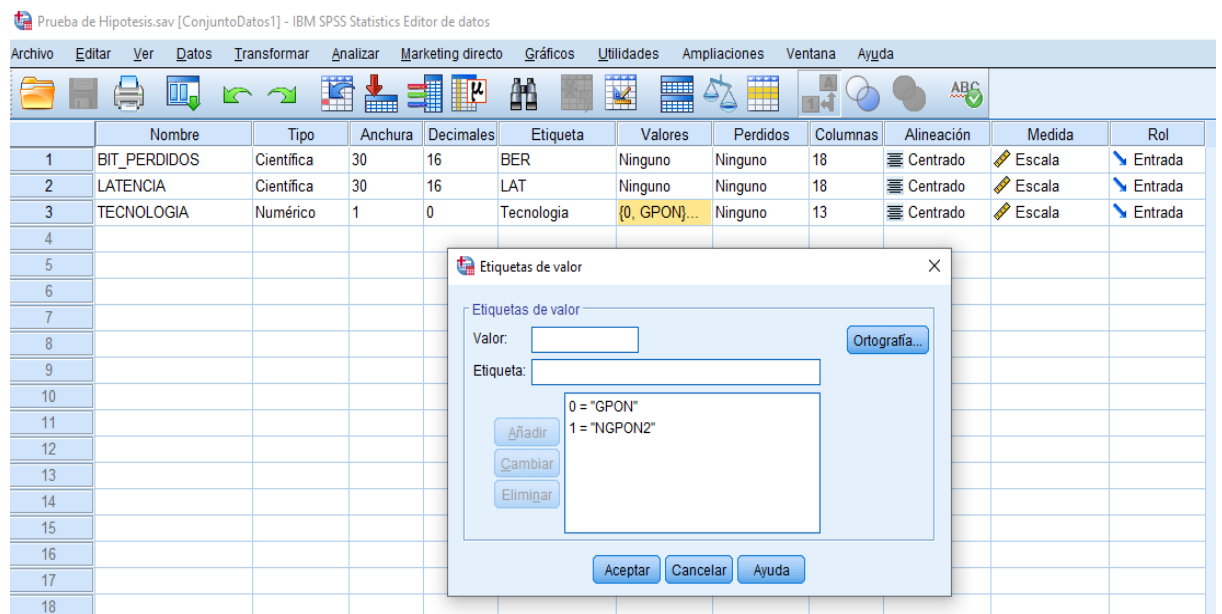 Prueba de Hipotesis.sav [ConjuntoDatos1] - IBM SPSS Statistics Editor de datos
Archivo Editar Ver Datos Transformar Analizar Marketing directo Gráficos Utilidades Ampliaciones Ventana Ayuda
Nombre Tipo Anchura Decimales Etiqueta Valores Perdidos Columnas Alineación Medida Rol
1 BIT_PERDIDOS Científica 30 16 BER Ninguno Ninguno 18 Centrado Escala Entrada
2 LATENCIA Científica 30 16 LAT Ninguno Ninguno 18 Centrado Escala Entrada
3 TECNOLOGIA Numérico 1 0 Tecnologia {0, GPON}... Ninguno 13 Centrado Escala Entrada
4
5
6
7
8
9
10
11
12
13
14
15
16
17
18
Etiquetas de valor
Etiquetas de valor
Valor:
Ortografía...
Etiqueta:
0 = "GPON"
1 = "NGPON2"
Añadir
Cambiar
Eliminar
Aceptar Cancelar Ayuda